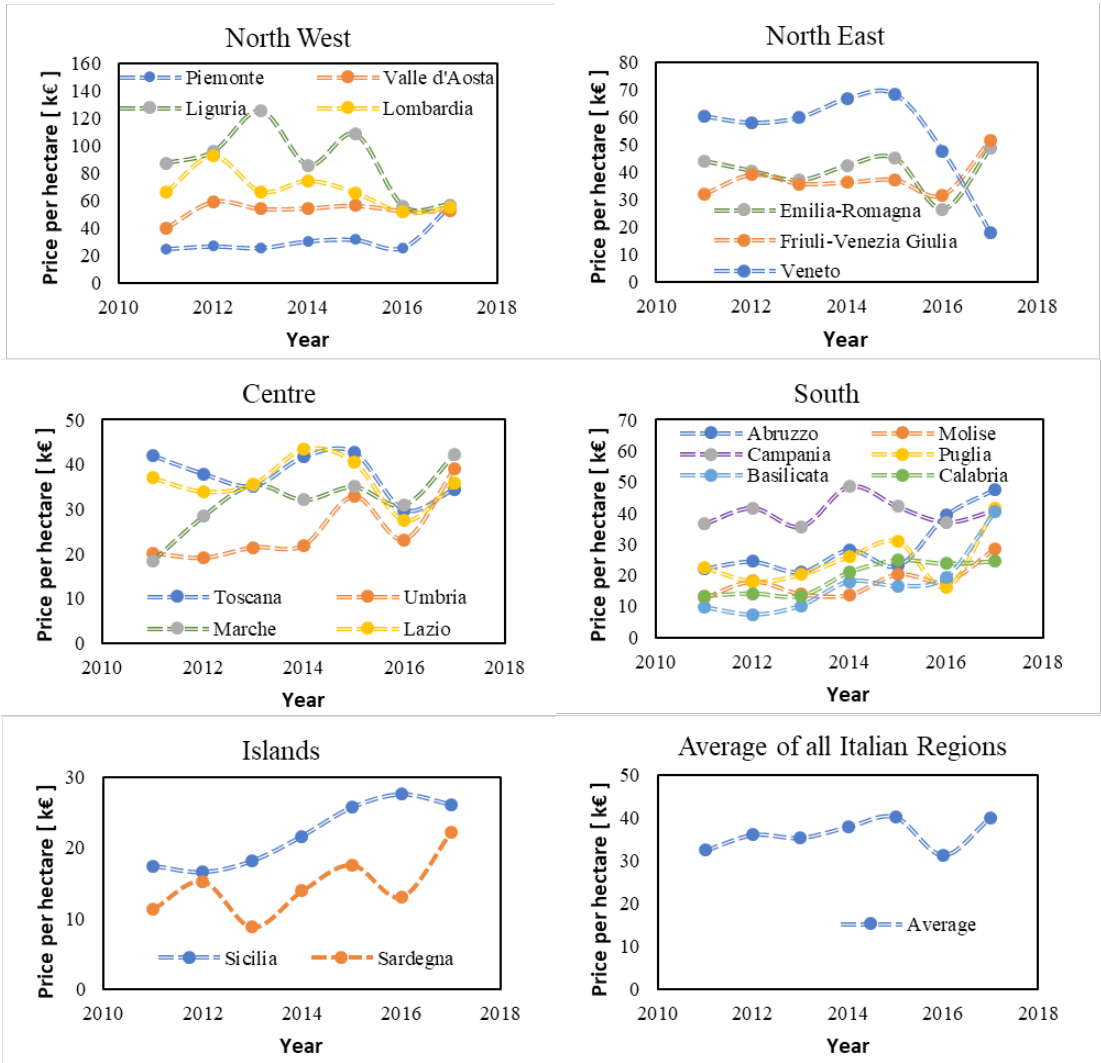 North West
Price per hectare [ k€ ]
160
140
120
100
80
60
40
20
0
Piemonte Valle d'Aosta
Liguria Lombardia
2010 2012 2014 2016 2018
Year
North East
Price per hectare [ k€ ]
80
70
60
50
40
30
20
10
0
Emilia-Romagna
Friuli-Venezia Giulia
Veneto
2010 2012 2014 2016 2018
Year
Centre
Price per hectare [ k€ ]
50
40
30
20
10
0
Toscana Umbria
Marche Lazio
2010 2012 2014 2016 2018
Year
South
Price per hectare [ k€ ]
70
60
50
40
30
20
10
0
Abruzzo Molise
Campania Puglia
Basilicata Calabria
2010 2012 2014 2016 2018
Year
Islands
Price per hectare [ k€ ]
30
20
10
0
Sicilia Sardegna
2010 2012 2014 2016 2018
Year
Average of all Italian Regions
Price per hectare [ k€ ]
50
40
30
20
10
0
Average
2010 2012 2014 2016 2018
Year